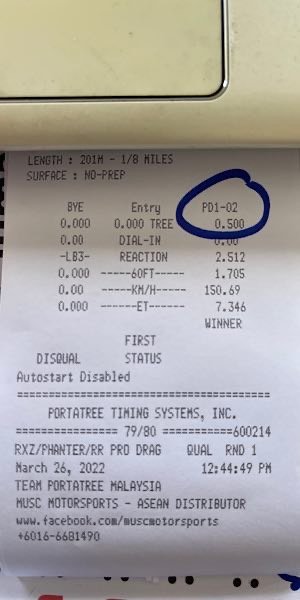 LENGTH : 201M - 1/8 MILES
SURFACE : NO-PREP
BYE Entry PD1-02
0.000 0.000 TREE 0.500
0.00 DIAL-IN 0.00
-LB3- REACTION 2.512
0.000 -----60FT----- 1.705
0.00 -----KM/H----- 150.69
0.000 ------ET------ 7.346
WINNER
FIRST
DISQUAL STATUS
Autostart Disabled
========================================
PORTATREE TIMING SYSTEMS, INC.
================ 79/80 ===========600214
RXZ/PHANTER/RR PRO DRAG QUAL RND 1
March 26, 2022 12:44:49 PM
TEAM PORTATREE MALAYSIA
MUSC MOTORSPORTS - ASEAN DISTRIBUTOR
www.facebook.com/muscmotorsports
+6016-6681490